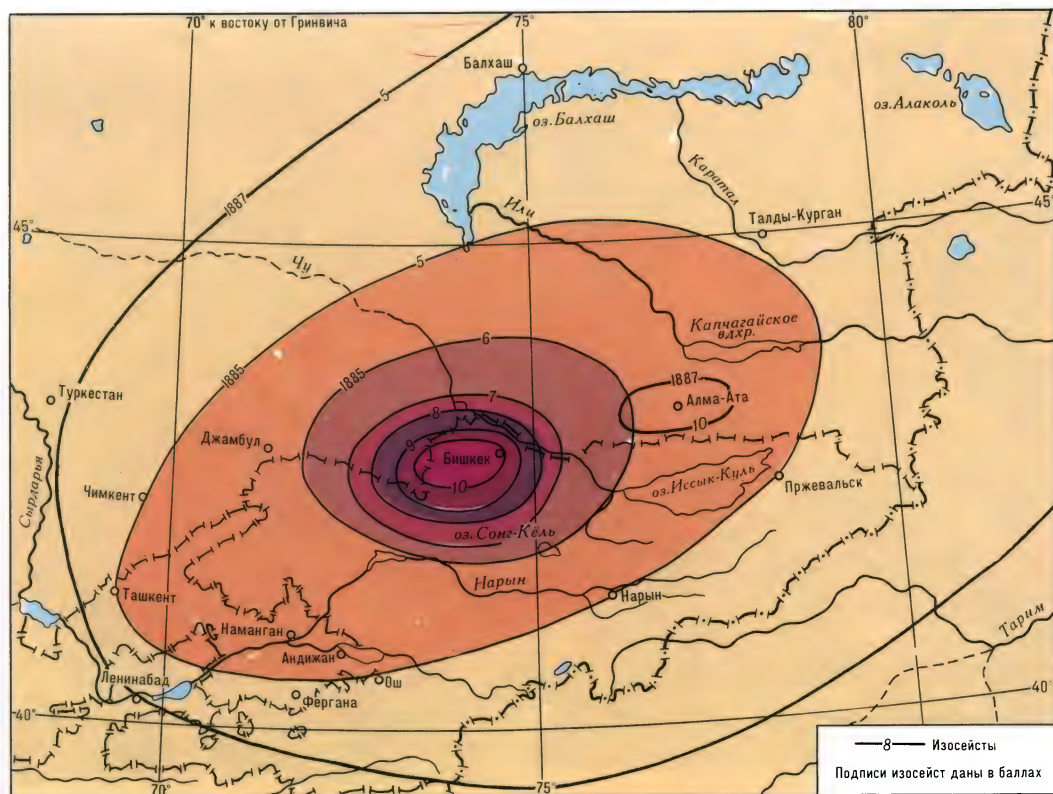 70° к востоку от Гринвича
75°
80°
Балхаш
5
оз.Балхаш
оз.Алаколь
Каратал
1887
Или
Талды-Курган
45°
45°
5
Чу
Капчагайское
вдхр.
6
1885
1885
1887
Туркестан
7
Алма-Ата
8
10
Джамбул
9
Бишкек
оз.Иссык-Куль
Пржевальск
Сырдарья
Чимкент
10
оз.Сонг-Кёль
Нарын
Ташкент
Нарын
Тарим
Наманган
Андижан
Ленинабад
Ош
Фергана
40°
40°
70°
75°
8 Изосейсты
Подписи изосейст даны в баллах